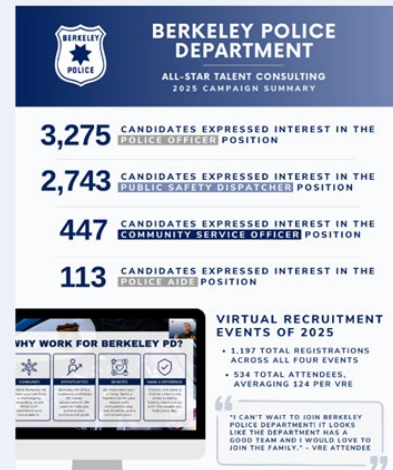 BERKELEY
POLICE
BERKELEY POLICE
DEPARTMENT
ALL-STAR TALENT CONSULTING
2025 CAMPAIGN SUMMARY
3,275 CANDIDATES EXPRESSED INTEREST IN THE
POLICE OFFICER POSITION
2,743 CANDIDATES EXPRESSED INTEREST IN THE
PUBLIC SAFETY DISPATCHER POSITION
447 CANDIDATES EXPRESSED INTEREST IN THE
COMMUNITY SERVICE OFFICER POSITION
113 CANDIDATES EXPRESSED INTEREST IN THE
POLICE AIDE POSITION
WHY WORK FOR BERKELEY PD?
COMMUNITY
OPPORTUNITIES
BENEFITS
MAKE A DIFFERENCE
VIRTUAL RECRUITMENT
EVENTS OF 2025
• 1,197 TOTAL REGISTRATIONS
ACROSS ALL FOUR EVENTS
• 534 TOTAL ATTENDEES,
AVERAGING 124 PER VRE
"I CAN'T WAIT TO JOIN BERKELEY
POLICE DEPARTMENT! IT LOOKS
LIKE THE DEPARTMENT HAS A
GOOD TEAM AND I WOULD LOVE TO
JOIN THE FAMILY." - VRE ATTENDEE